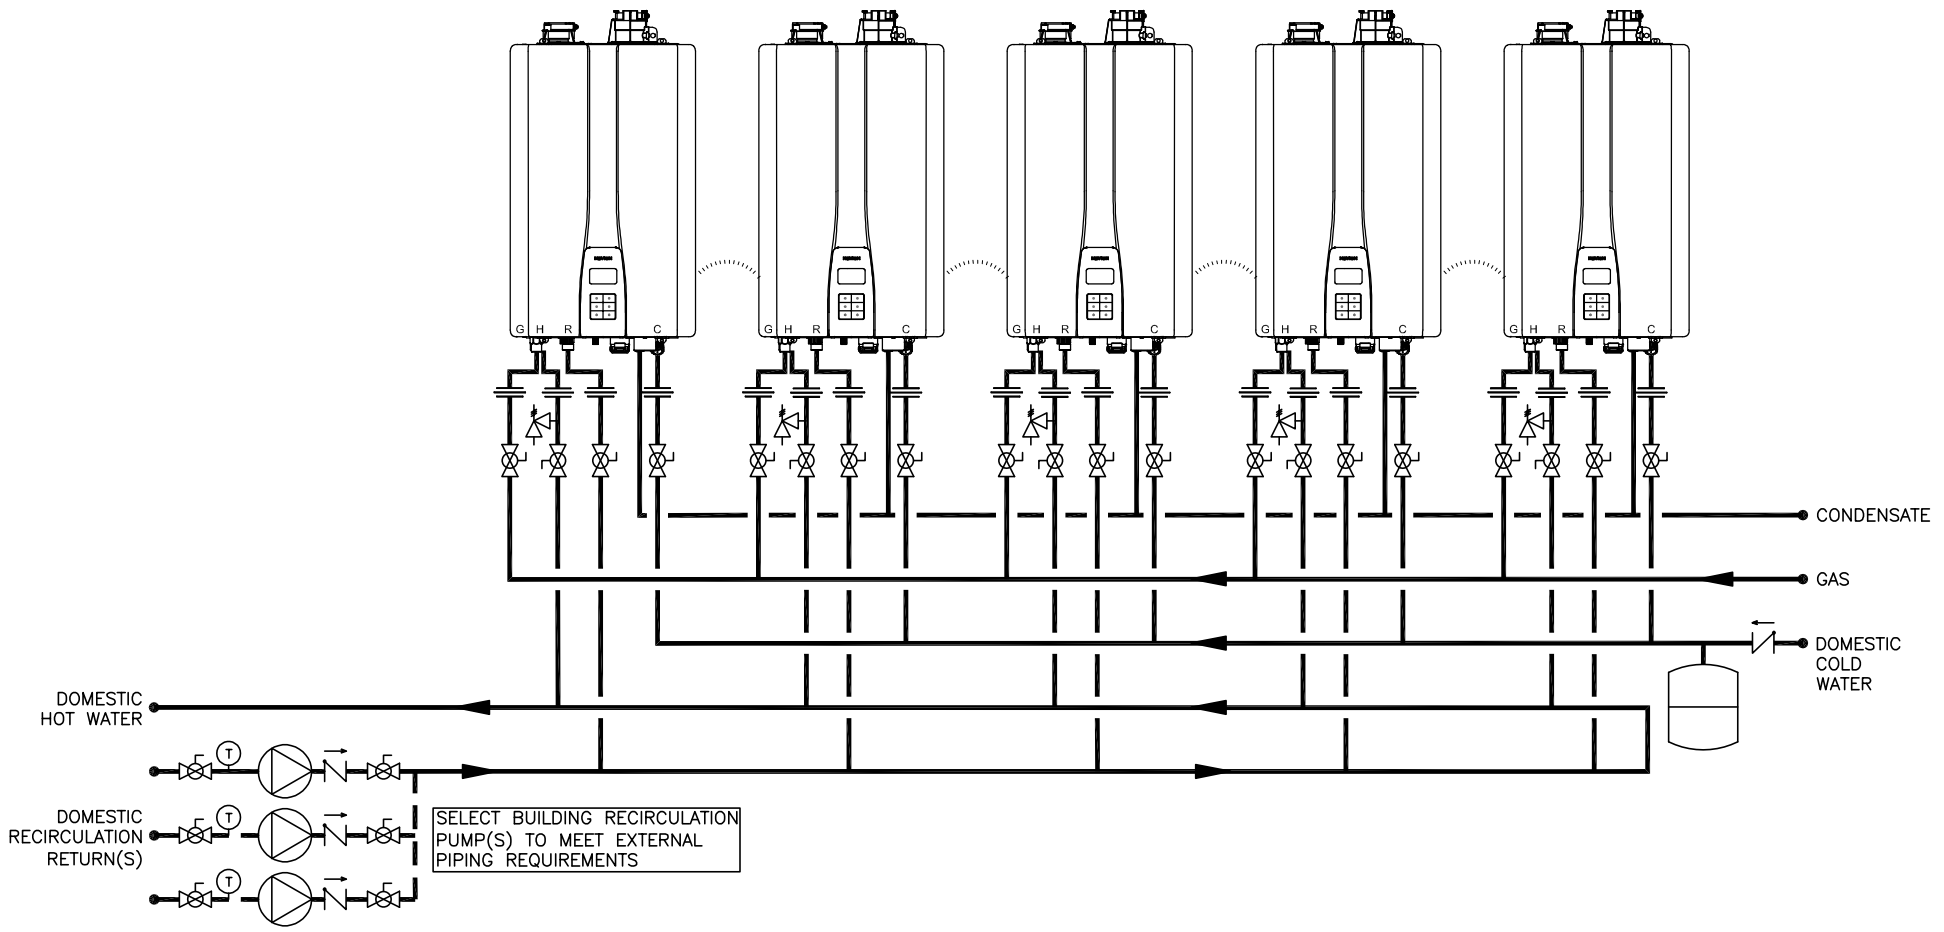 G H R C
G H R C
G H R C
G H R C
G H R C
CONDENSATE
GAS
DOMESTIC
COLD
WATER
DOMESTIC
HOT WATER
T
DOMESTIC
RECIRCULATION
RETURN(S)
T
T
SELECT BUILDING RECIRCULATION
PUMP(S) TO MEET EXTERNAL
PIPING REQUIREMENTS